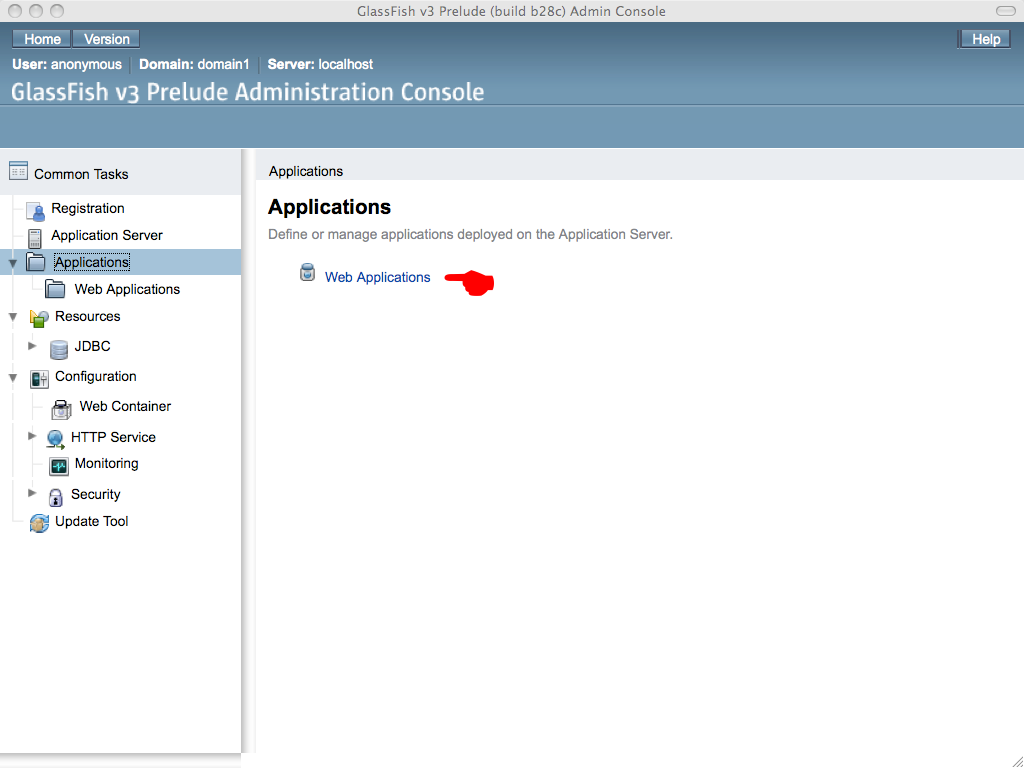 GlassFish v3 Prelude (build b28c) Admin Console
Home Version Help
User: anonymous Domain: domain1 Server: localhost
GlassFish v3 Prelude Administration Console
Common Tasks
Registration
Application Server
Applications
Web Applications
Resources
JDBC
Configuration
Web Container
HTTP Service
Monitoring
Security
Update Tool
Applications
Applications
Define or manage applications deployed on the Application Server.
Web Applications